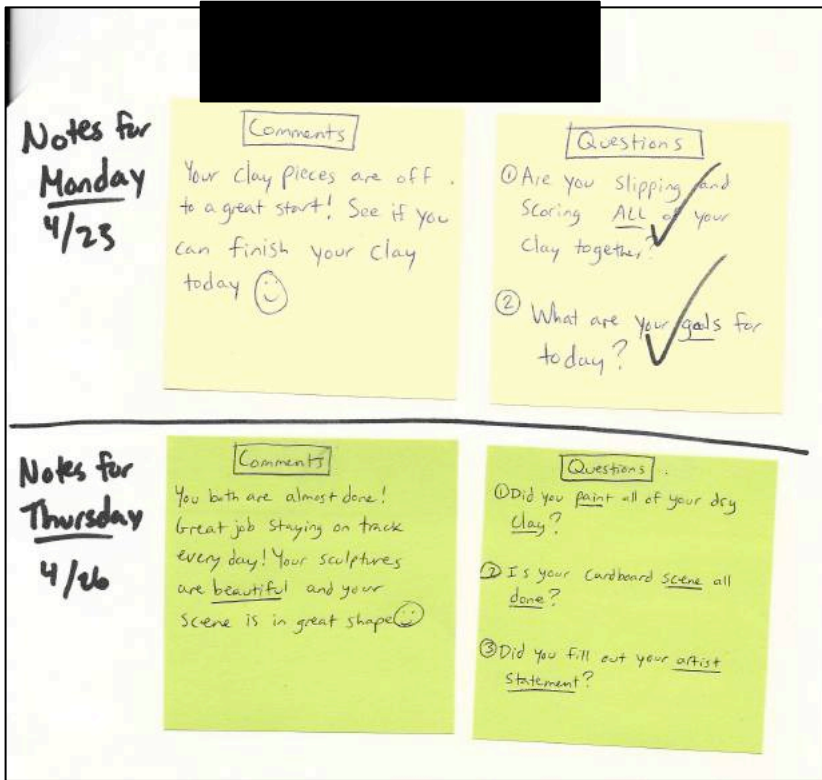 Notes for
Monday
4/23
Comments
Your clay pieces are off
to a great start! See if you
can finish your clay
today
Questions
① Are you slipping and
scoring ALL of your
clay together?
② What are your goals for
today?
Notes for
Thursday
4/26
Comments
You both are almost done!
Great job staying on track
every day! Your sculptures
are beautiful and your
scene is in great shape
Questions
① Did you paint all of your dry
clay?
② Is your cardboard scene all
done?
③ Did you fill out your artist
statement?